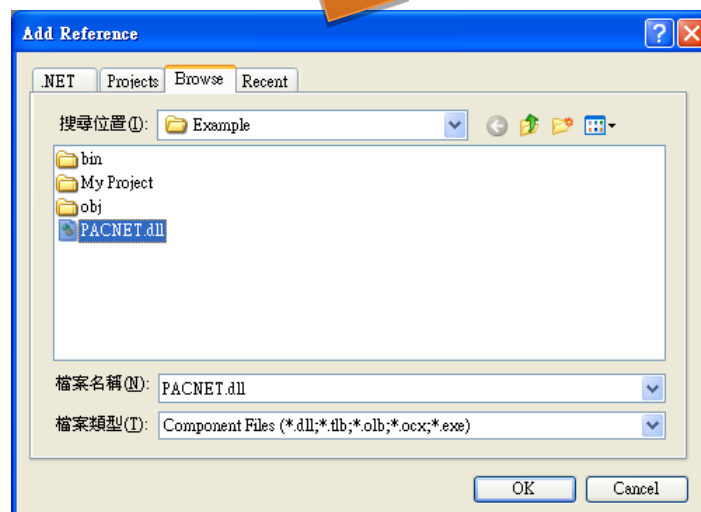 Add Reference
.NET Projects Browse Recent
搜尋位置(I): Example
bin
My Project
obj
PACNET.dll
檔案名稱(N): PACNET.dll
檔案類型(T): Component Files (*.dll;*.tlb;*.olb;*.ocx;*.exe)
OK Cancel